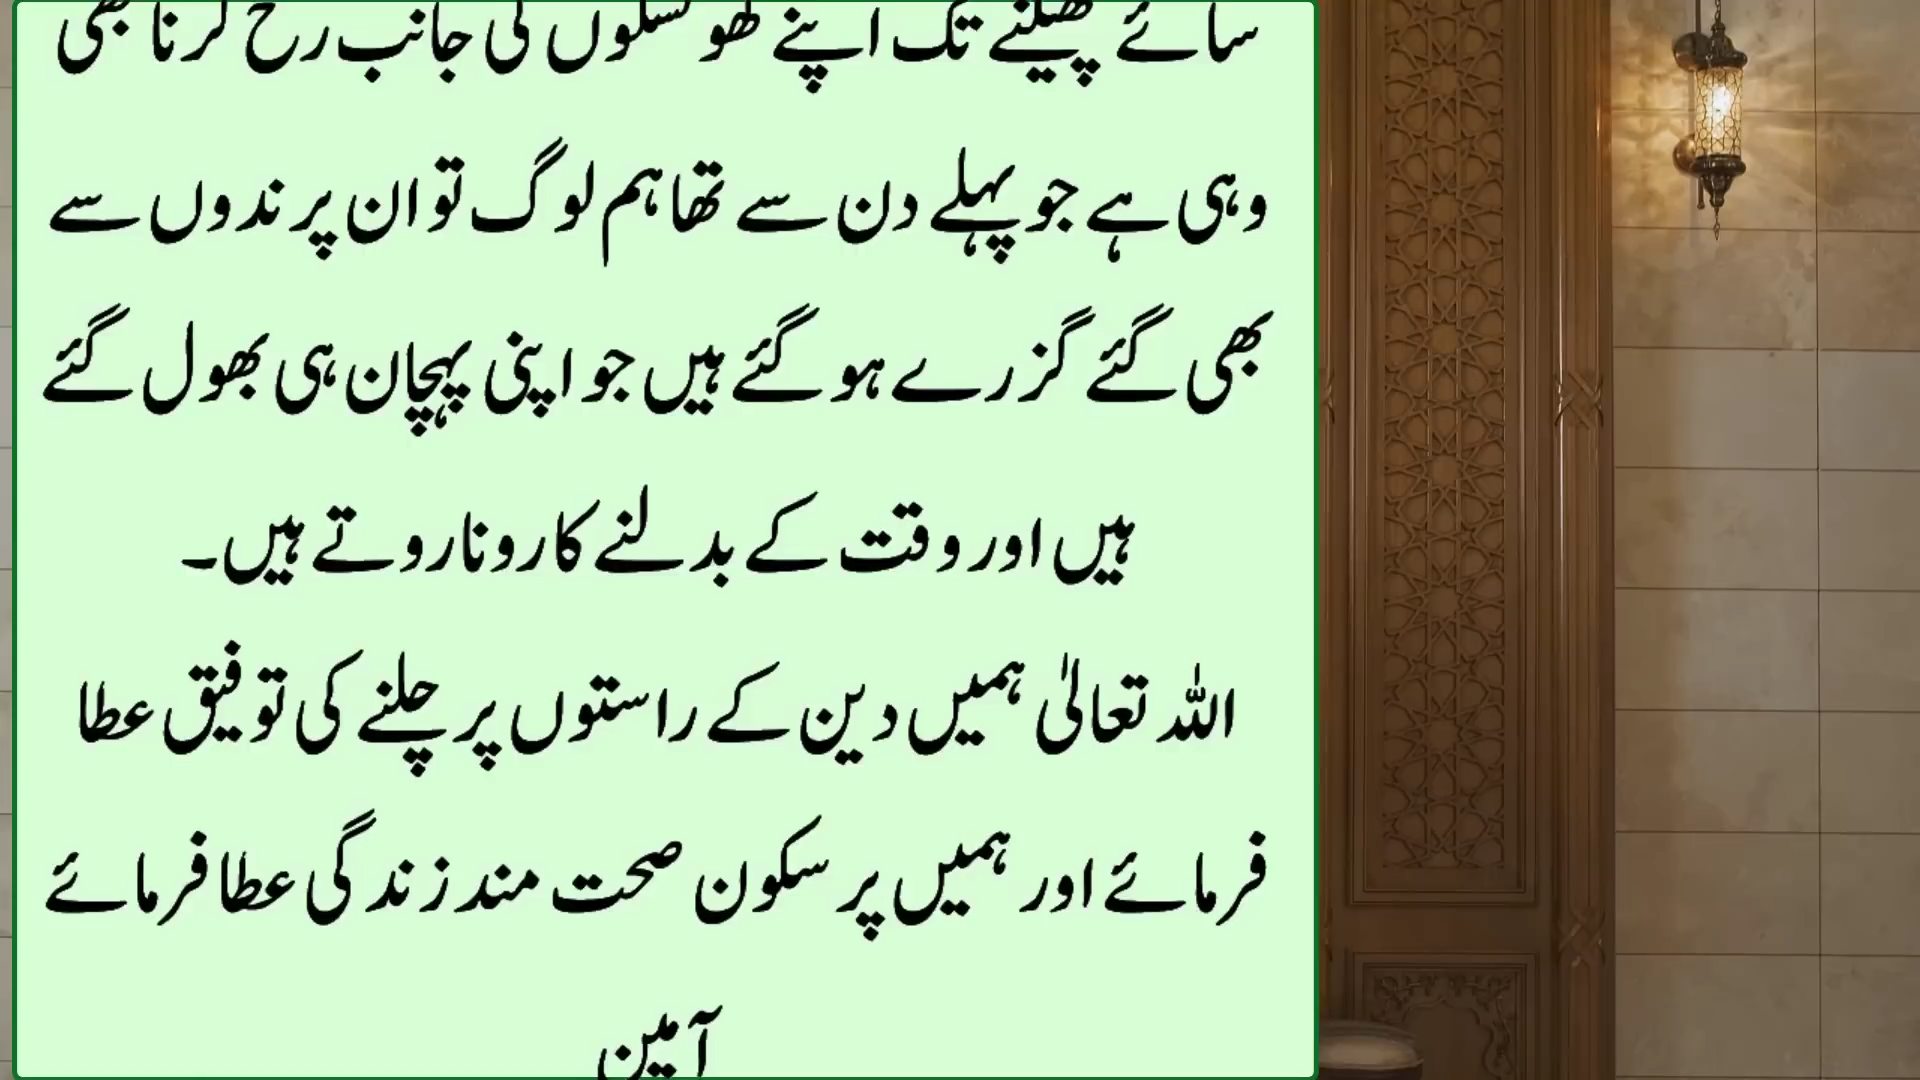 سائے پھیلنے تک اپنے گھونسلوں کی جانب رخ کرنا بھی
وہی ہے جو پہلے دن سے تھا ہم لوگ تو ان پرندوں سے
بھی گئے گزرے ہو گئے ہیں جو اپنی پہچان ہی بھول گئے
ہیں اور وقت کے بدلنے کا رونا روتے ہیں۔
اللہ تعالیٰ ہمیں دین کے راستوں پر چلنے کی توفیق عطا
فرمائے اور ہمیں پر سکون صحت مند زندگی عطا فرمائے
آمین